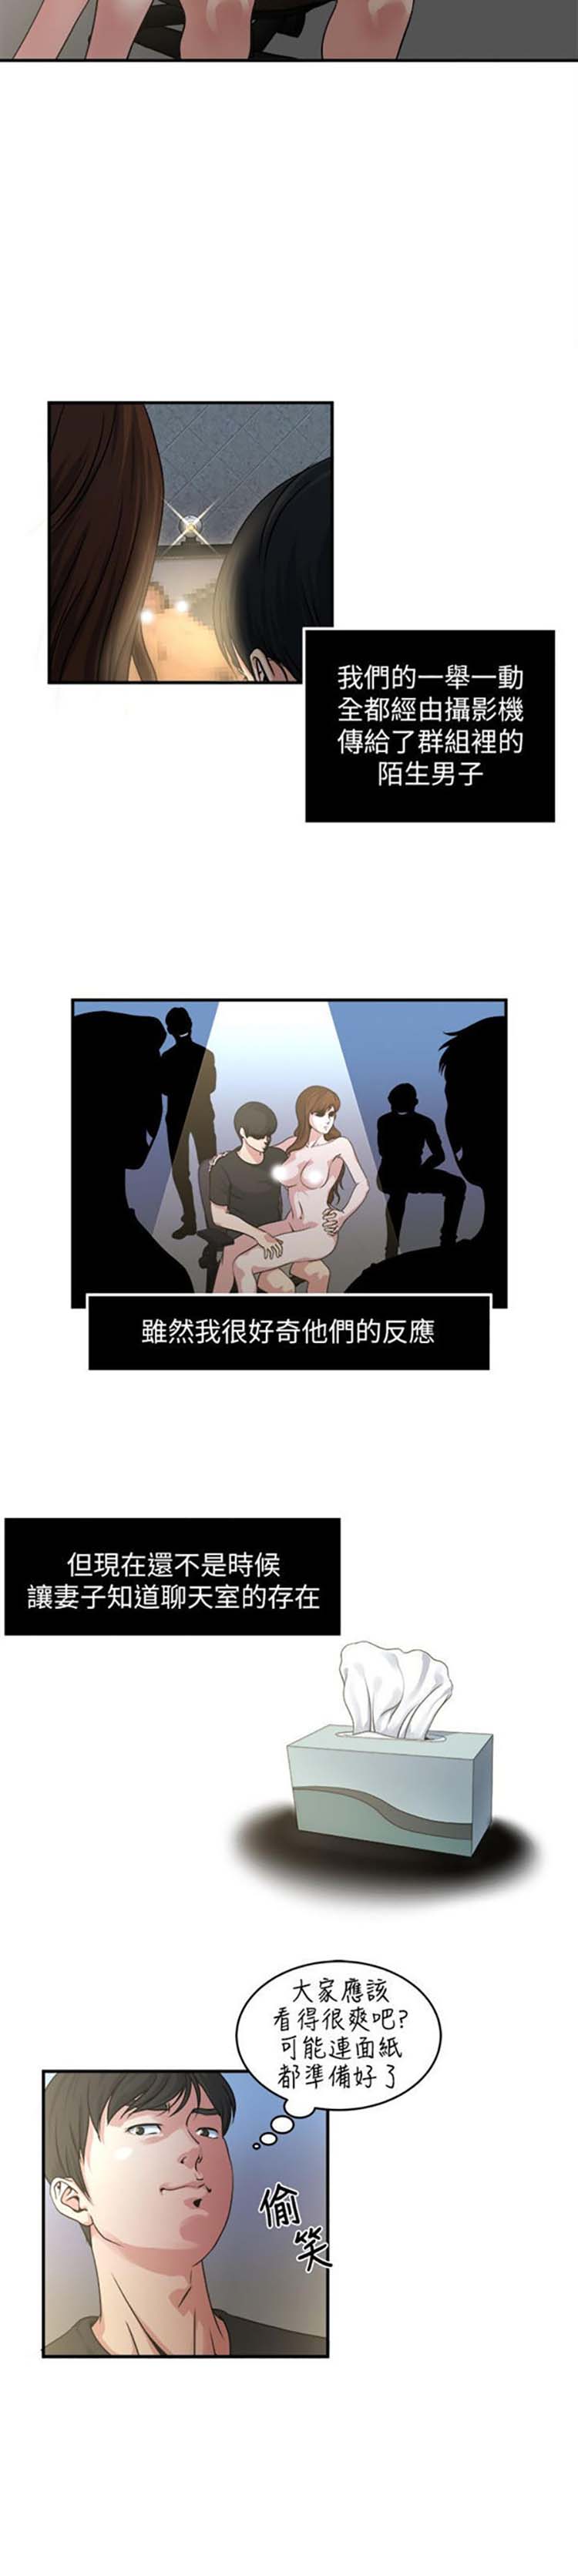 我們的一舉一動
全都經由攝影機
傳給了群組裡的
陌生男子
雖然我很好奇他們的反應
但現在還不是時候
讓妻子知道聊天室的存在
大家應該
看得很爽吧?
可能連面紙
都準備好了
偷
笑